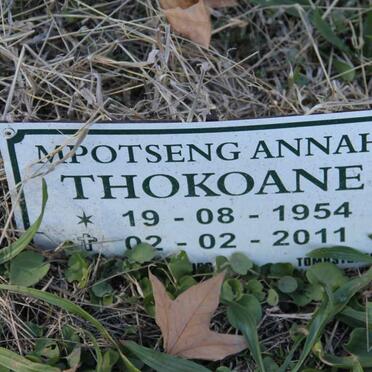 MPOTSENG ANNAH
THOKOANE
19 - 08 - 1954
02 - 02 - 2011